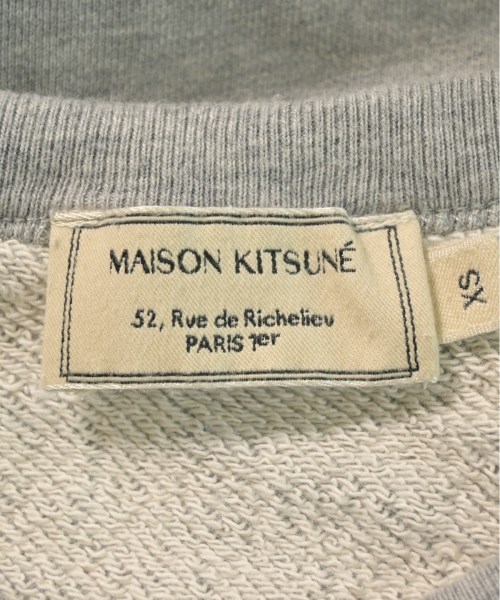 MAISON KITSUNÉ
52, Rue de Richelieu
PARIS 1er
XS